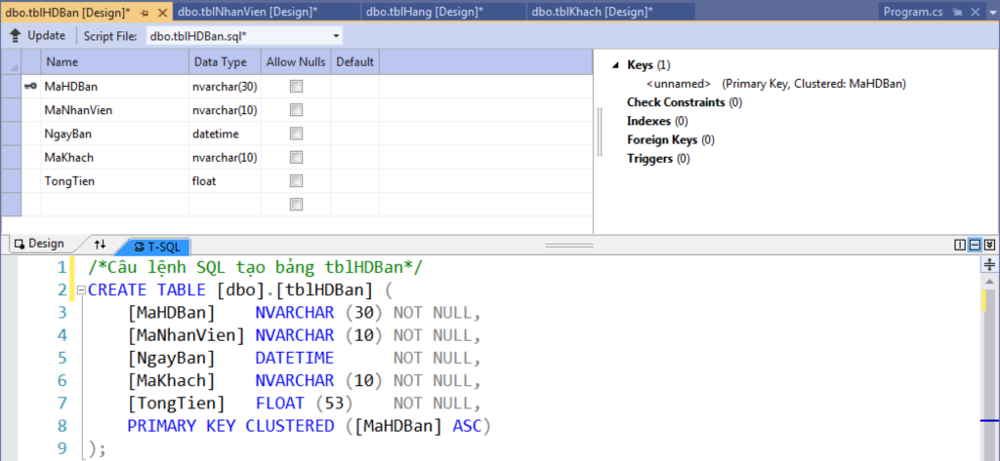 dbo.tblHDBan [Design]* dbo.tblNhanVien [Design]* dbo.tblHang [Design]* dbo.tblKhach [Design]* Program.cs
Update Script File: dbo.tblHDBan.sql*
Name Data Type Allow Nulls Default
MaHDBan nvarchar(30)
MaNhanVien nvarchar(10)
NgayBan datetime
MaKhach nvarchar(10)
TongTien float
Keys (1)
<unnamed> (Primary Key, Clustered: MaHDBan)
Check Constraints (0)
Indexes (0)
Foreign Keys (0)
Triggers (0)
Design T-SQL
1 /*Câu lệnh SQL tạo bảng tblHDBan*/
2 CREATE TABLE [dbo].[tblHDBan] (
3 [MaHDBan] NVARCHAR (30) NOT NULL,
4 [MaNhanVien] NVARCHAR (10) NOT NULL,
5 [NgayBan] DATETIME NOT NULL,
6 [MaKhach] NVARCHAR (10) NOT NULL,
7 [TongTien] FLOAT (53) NOT NULL,
8 PRIMARY KEY CLUSTERED ([MaHDBan] ASC)
9 );